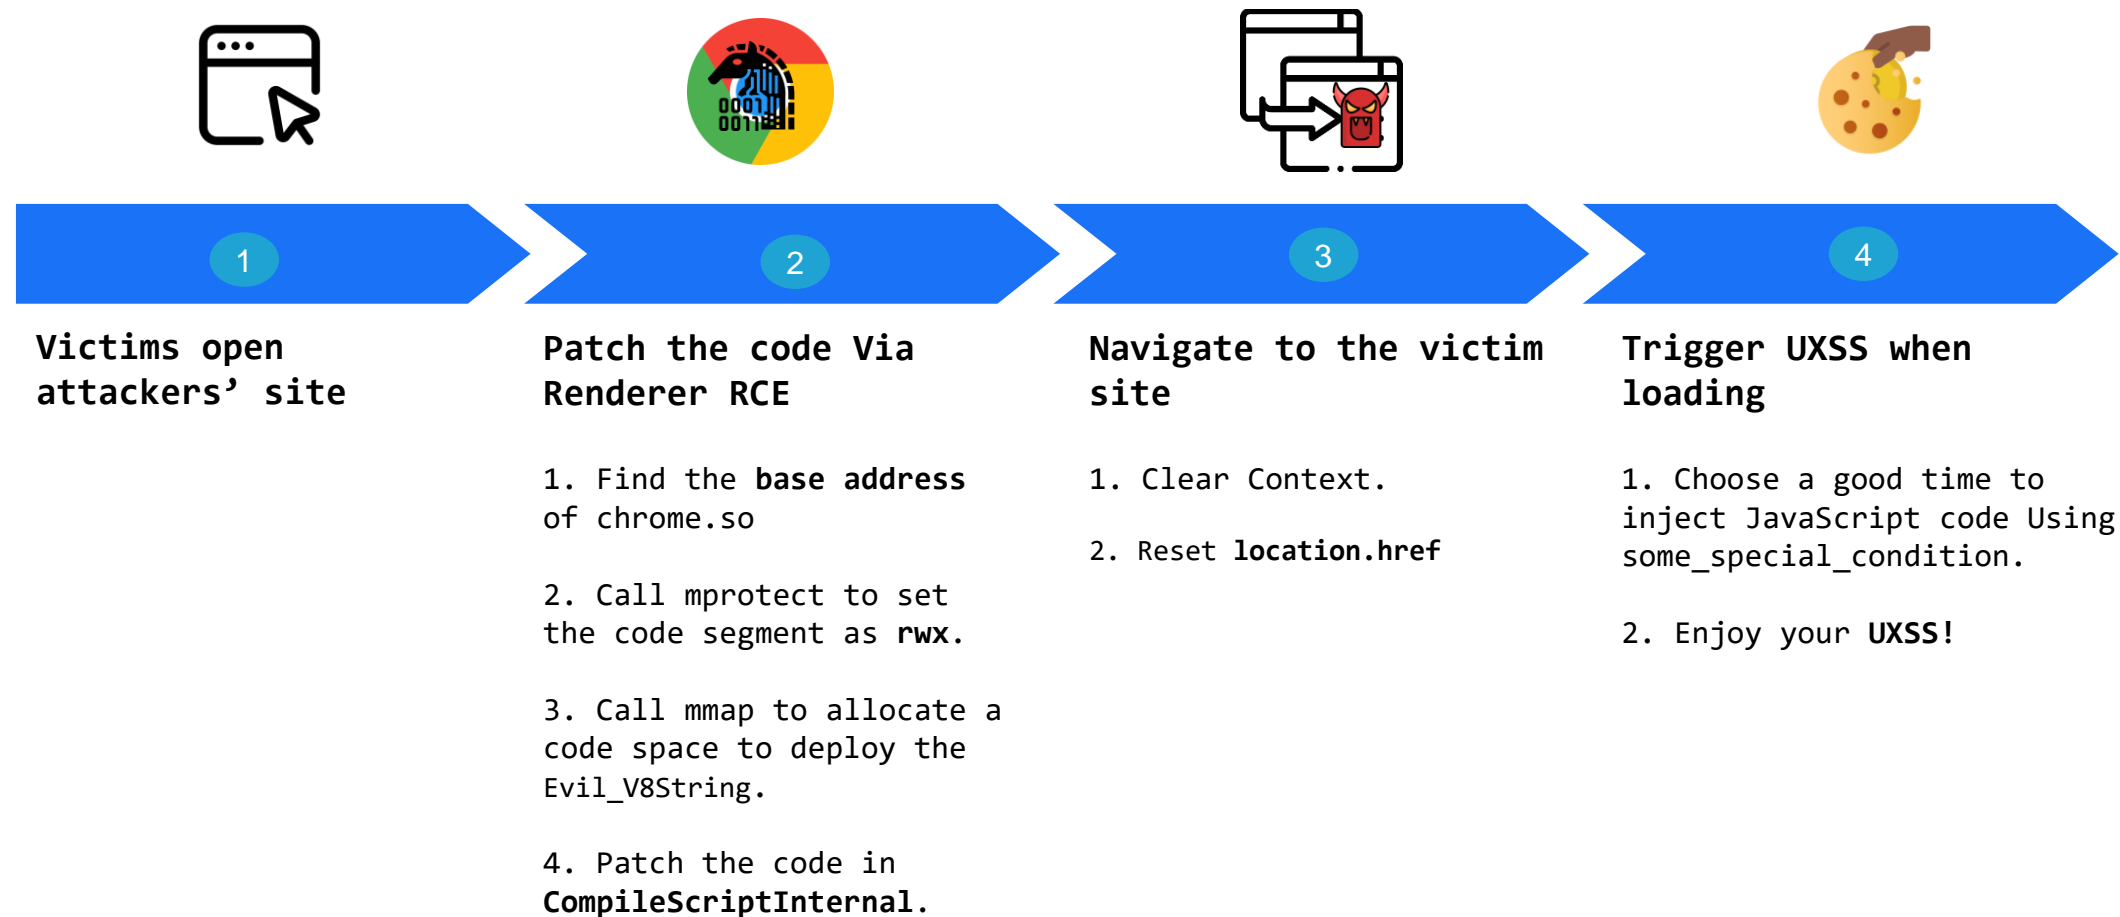 0001
0011
1
2
3
4
Victims open
attackers’ site
Patch the code Via
Renderer RCE
1. Find the base address
of chrome.so
2. Call mprotect to set
the code segment as rwx.
3. Call mmap to allocate a
code space to deploy the
Evil_V8String.
4. Patch the code in
CompileScriptInternal.
Navigate to the victim
site
1. Clear Context.
2. Reset location.href
Trigger UXSS when
loading
1. Choose a good time to
inject JavaScript code Using
some_special_condition.
2. Enjoy your UXSS!